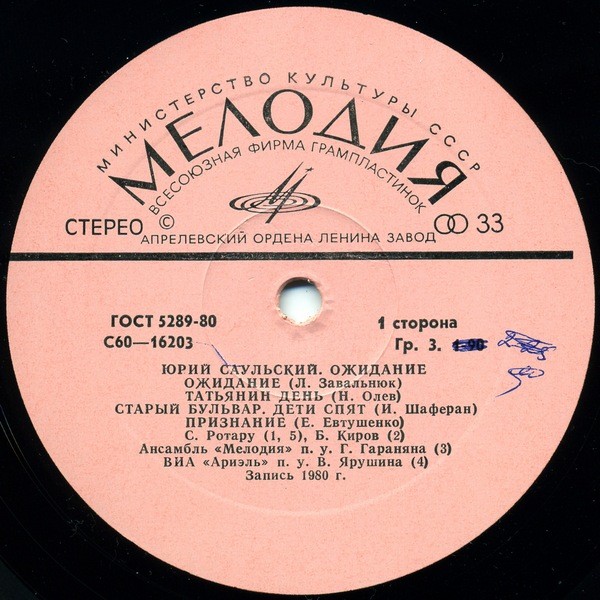 МИНИСТЕРСТВО КУЛЬТУРЫ СССР
МЕЛОДИЯ
ВСЕСОЮЗНАЯ ФИРМА ГРАМПЛАСТИНОК
СТЕРЕО © 33
АПРЕЛЕВСКИЙ ОРДЕНА ЛЕНИНА ЗАВОД
ГОСТ 5289-80 1 сторона
С60—16203 Гр. 3. 1-90
ЮРИЙ САУЛЬСКИЙ. ОЖИДАНИЕ
ОЖИДАНИЕ (Л. Завальнюк)
ТАТЬЯНИН ДЕНЬ (Н. Олев)
СТАРЫЙ БУЛЬВАР. ДЕТИ СПЯТ (И. Шаферан)
ПРИЗНАНИЕ (Е. Евтушенко)
С. Ротару (1, 5), Б. Киров (2)
Ансамбль «Мелодия» п. у. Г. Гараняна (3)
ВИА «Ариэль» п. у. В. Ярушина (4)
Запись 1980 г.